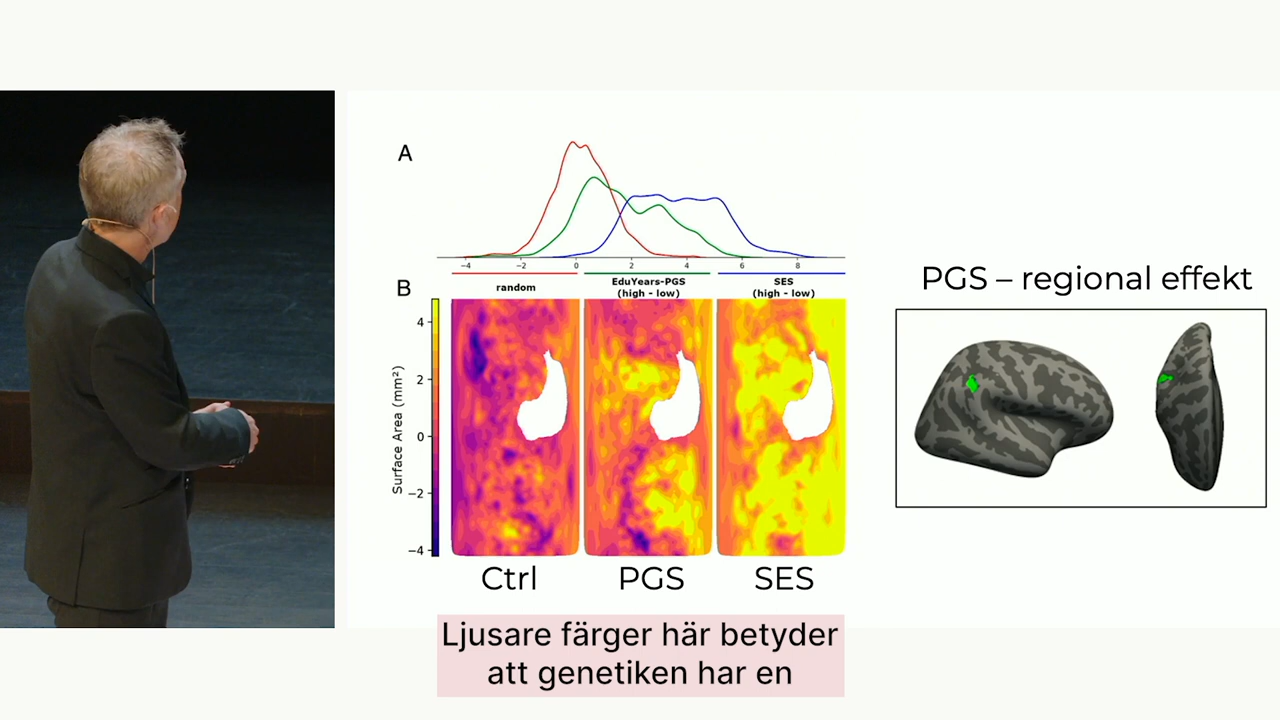 A
−4 −2 0 2 4 6 8
B
random
EduYears-PGS
(high - low)
SES
(high - low)
4
2
0
−2
−4
Surface Area (mm²)
Ctrl
PGS
SES
PGS – regional effekt
Ljusare färger här betyder
att genetiken har en